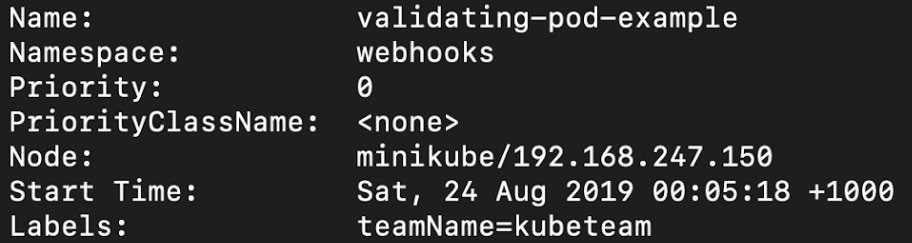 Name: validating-pod-example
Namespace: webhooks
Priority: 0
PriorityClassName: <none>
Node: minikube/192.168.247.150
Start Time: Sat, 24 Aug 2019 00:05:18 +1000
Labels: teamName=kubeteam